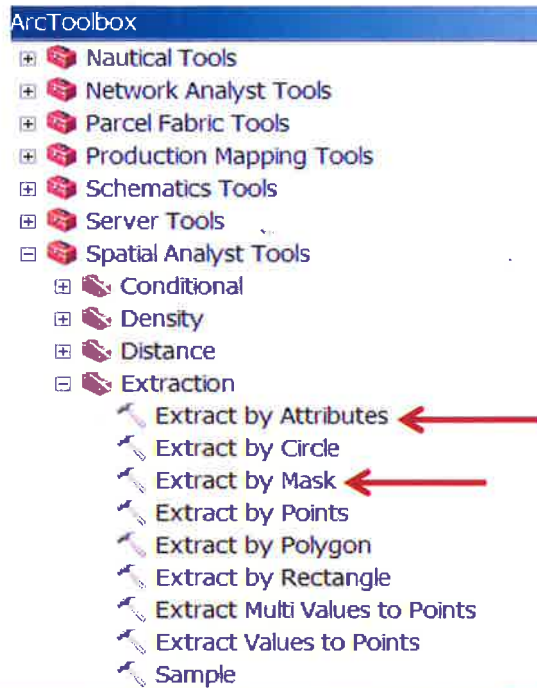 ArcToolbox
Nautical Tools
Network Analyst Tools
Parcel Fabric Tools
Production Mapping Tools
Schematics Tools
Server Tools
Spatial Analyst Tools
Conditional
Density
Distance
Extraction
Extract by Attributes
Extract by Circle
Extract by Mask
Extract by Points
Extract by Polygon
Extract by Rectangle
Extract Multi Values to Points
Extract Values to Points
Sample